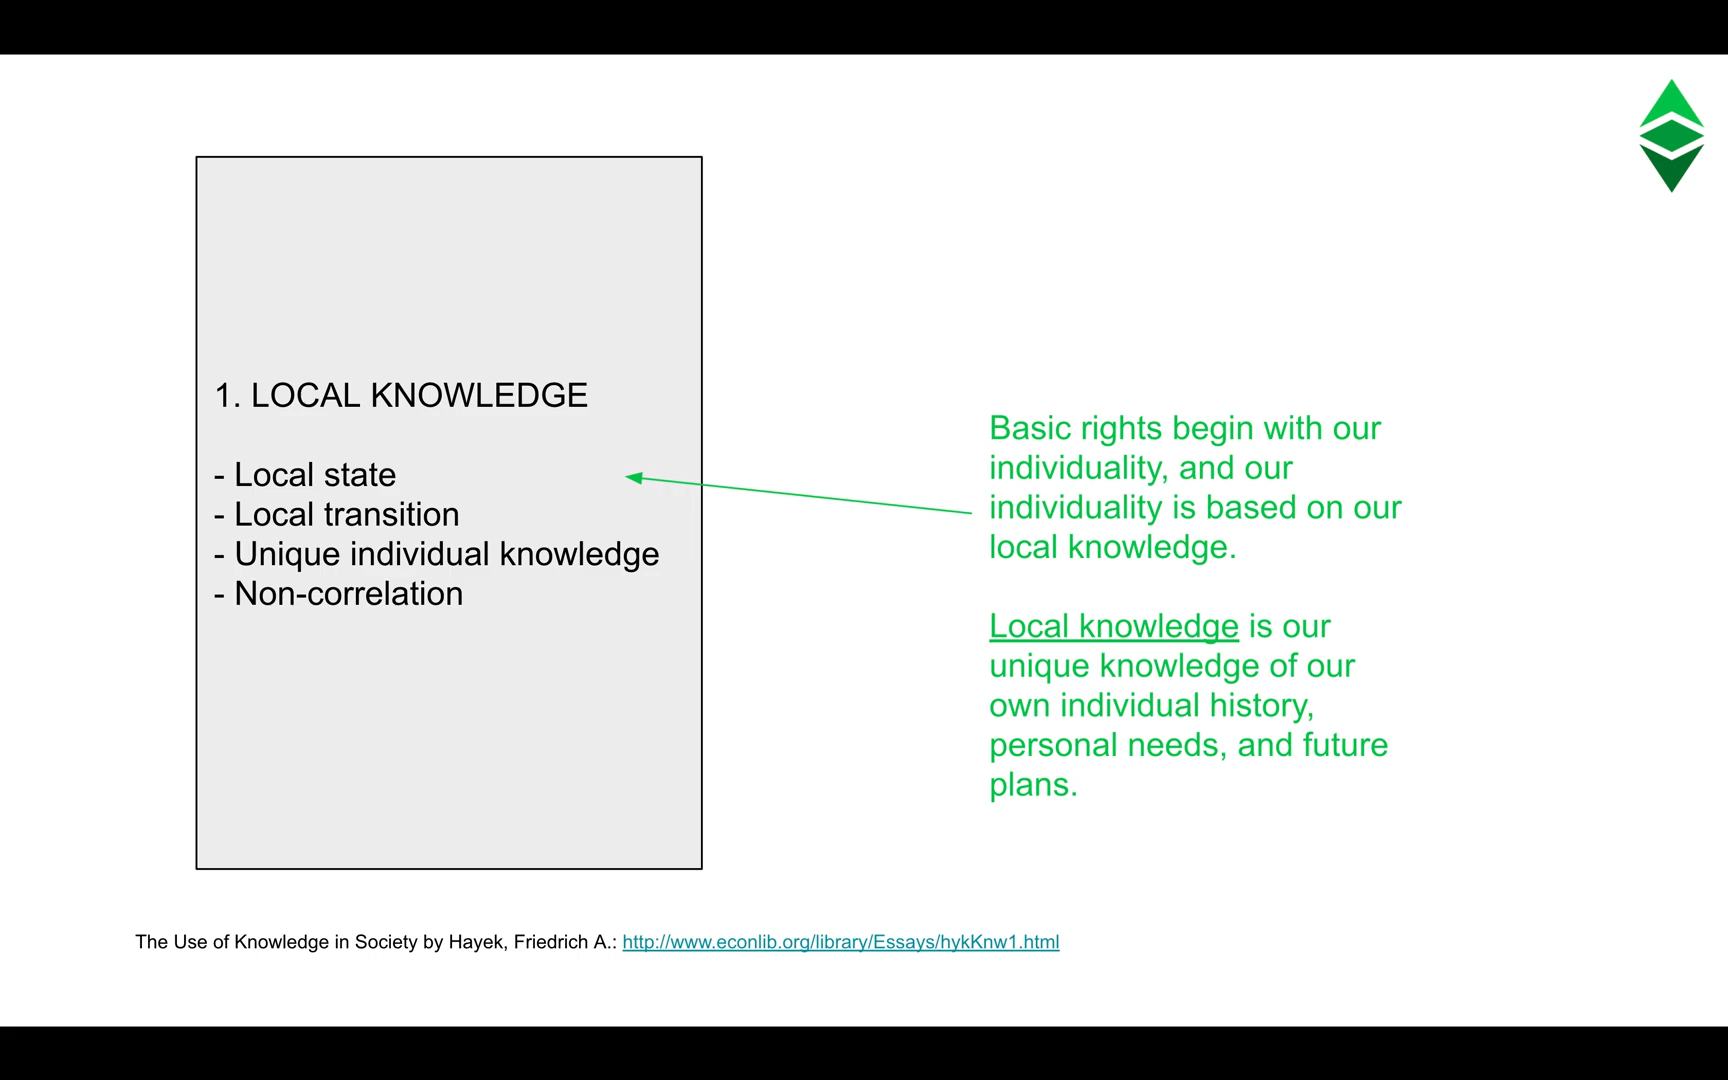 1. LOCAL KNOWLEDGE
- Local state
- Local transition
- Unique individual knowledge
- Non-correlation
Basic rights begin with our
individuality, and our
individuality is based on our
local knowledge.
Local knowledge is our
unique knowledge of our
own individual history,
personal needs, and future
plans.
The Use of Knowledge in Society by Hayek, Friedrich A.: http://www.econlib.org/library/Essays/hykKnw1.html